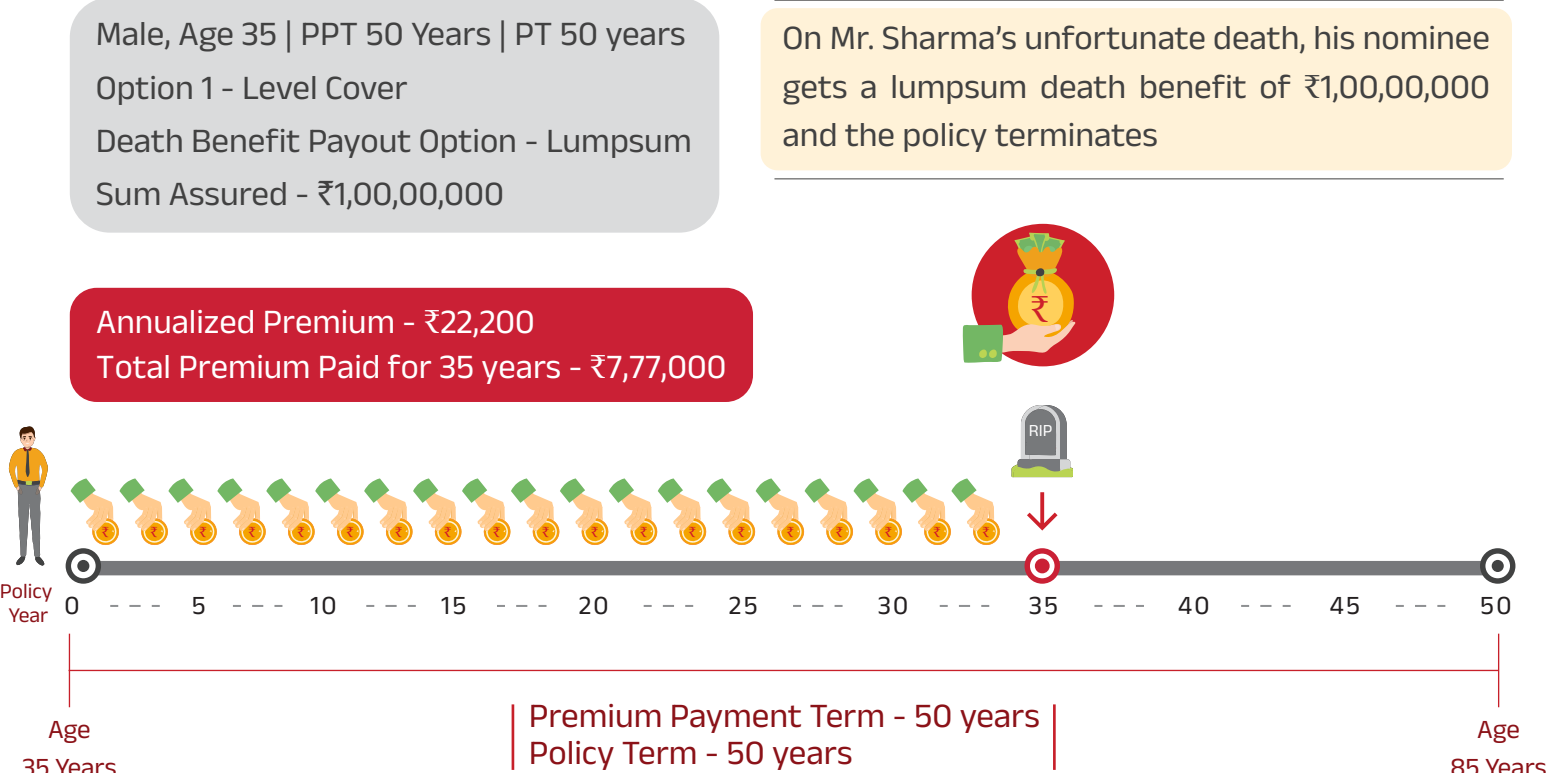 Male, Age 35 | PPT 50 Years | PT 50 years
Option 1 - Level Cover
Death Benefit Payout Option - Lumpsum
Sum Assured - ₹1,00,00,000
On Mr. Sharma’s unfortunate death, his nominee
gets a lumpsum death benefit of ₹1,00,00,000
and the policy terminates
₹
Annualized Premium - ₹22,200
Total Premium Paid for 35 years - ₹7,77,000
RIP
₹ ₹ ₹ ₹ ₹ ₹ ₹ ₹ ₹ ₹ ₹ ₹ ₹ ₹ ₹ ₹ ₹ ₹ ₹
Policy
Year
0 - - - - 5 - - - - 10 - - - - 15 - - - - 20 - - - - 25 - - - - 30 - - - - 35 - - - - 40 - - - - 45 - - - - 50
Premium Payment Term - 50 years
Policy Term - 50 years
Age
35 Years
Age
85 Years